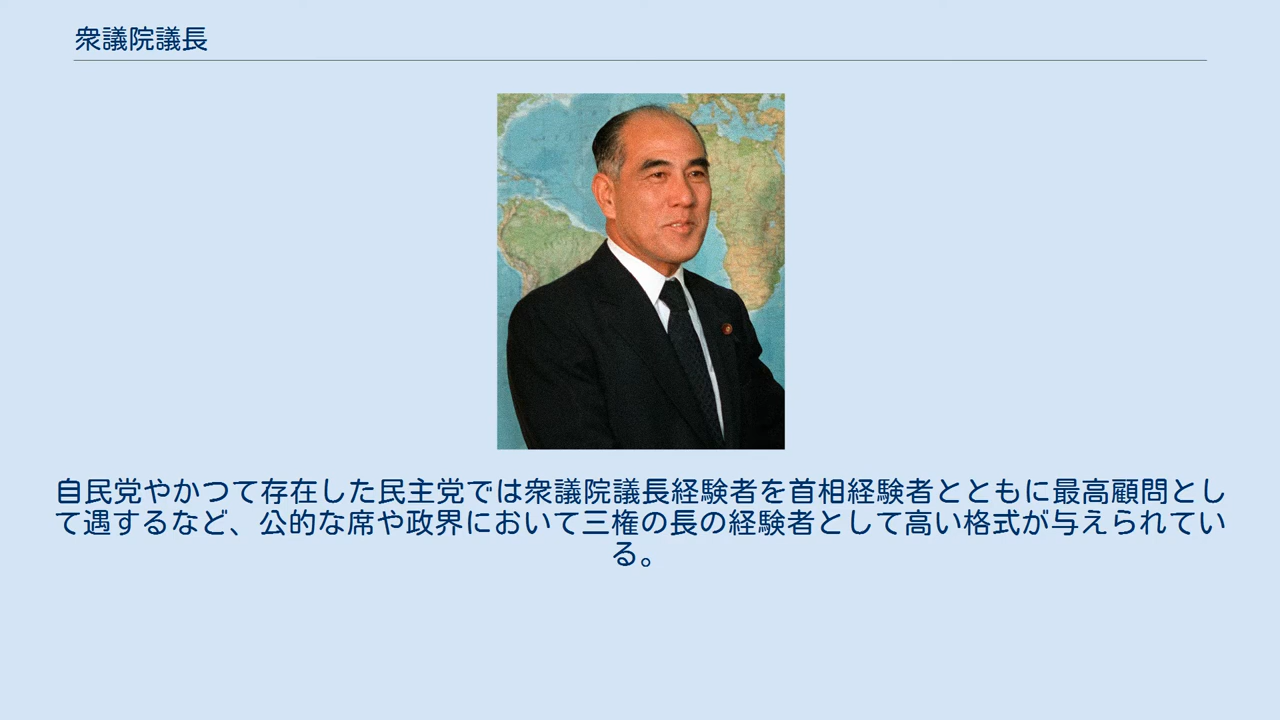 衆議院議長
自民党やかつて存在した民主党では衆議院議長経験者を首相経験者とともに最高顧問とし
て遇するなど、公的な席や政界において三権の長の経験者として高い格式が与えられてい
る。